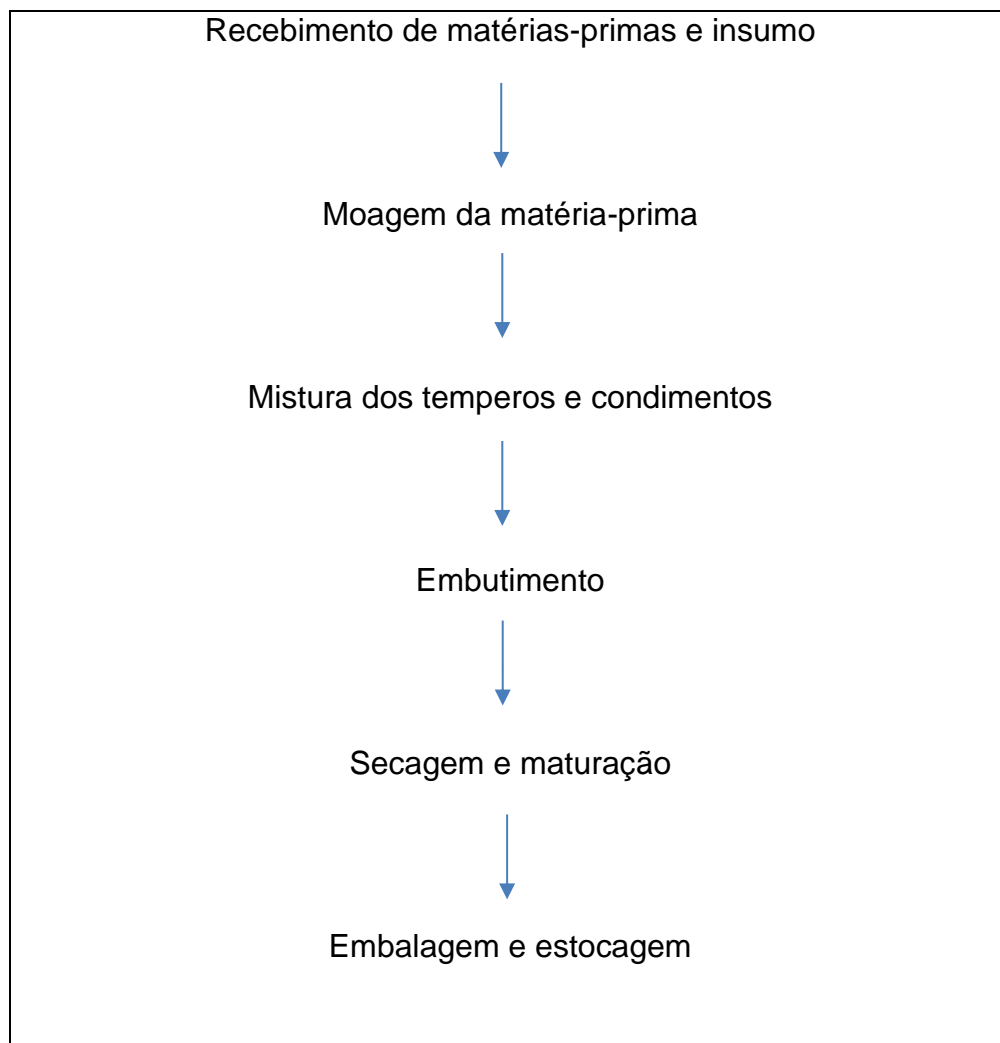 Recebimento de matérias-primas e insumo
Moagem da matéria-prima
Mistura dos temperos e condimentos
Embutimento
Secagem e maturação
Embalagem e estocagem